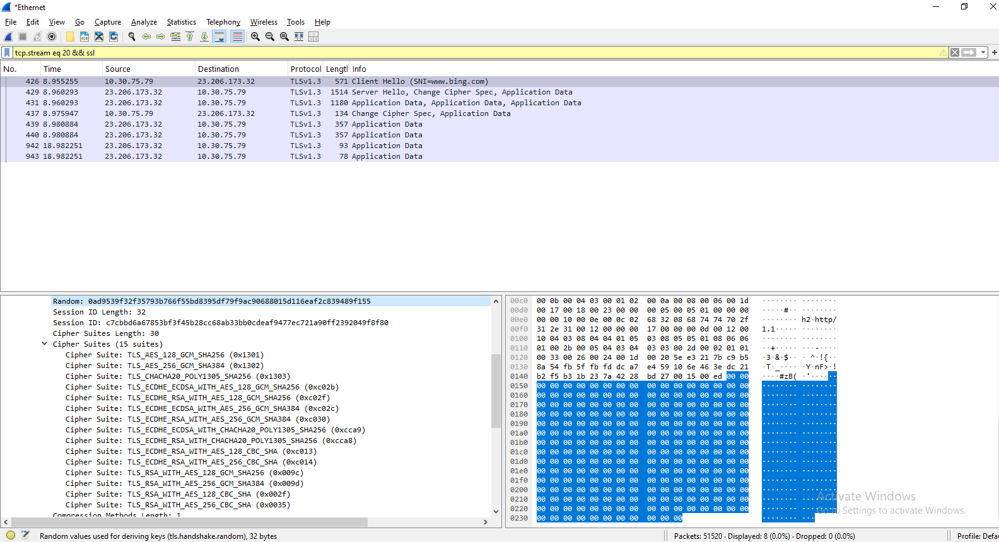 *Ethernet
File Edit View Go Capture Analyze Statistics Telephony Wireless Tools Help
tcp.stream eq 20 && ssl
No. Time Source Destination Protocol Lengtl Info
426 8.955255 10.30.75.79 23.206.173.32 TLSv1.3 571 Client Hello (SNI=www.bing.com)
429 8.960293 23.206.173.32 10.30.75.79 TLSv1.3 1514 Server Hello, Change Cipher Spec, Application Data
431 8.960293 23.206.173.32 10.30.75.79 TLSv1.3 1180 Application Data, Application Data, Application Data
437 8.975947 10.30.75.79 23.206.173.32 TLSv1.3 134 Change Cipher Spec, Application Data
439 8.980884 23.206.173.32 10.30.75.79 TLSv1.3 357 Application Data
440 8.980884 23.206.173.32 10.30.75.79 TLSv1.3 357 Application Data
942 18.982251 23.206.173.32 10.30.75.79 TLSv1.3 93 Application Data
943 18.982251 23.206.173.32 10.30.75.79 TLSv1.3 78 Application Data
Random: 0ad9539f32f35793b766f55bd8395df79f9ac90688015d116eaf2c839489f155
Session ID Length: 32
Session ID: c7cbbd6a67853bf3f45b28cc68ab33bb0cdeaf9477ec721a90ff2392049f8f80
Cipher Suites Length: 30
Cipher Suites (15 suites)
Cipher Suite: TLS_AES_128_GCM_SHA256 (0x1301)
Cipher Suite: TLS_AES_256_GCM_SHA384 (0x1302)
Cipher Suite: TLS_CHACHA20_POLY1305_SHA256 (0x1303)
Cipher Suite: TLS_ECDHE_ECDSA_WITH_AES_128_GCM_SHA256 (0xc02b)
Cipher Suite: TLS_ECDHE_RSA_WITH_AES_128_GCM_SHA256 (0xc02f)
Cipher Suite: TLS_ECDHE_ECDSA_WITH_AES_256_GCM_SHA384 (0xc02c)
Cipher Suite: TLS_ECDHE_RSA_WITH_AES_256_GCM_SHA384 (0xc030)
Cipher Suite: TLS_ECDHE_ECDSA_WITH_CHACHA20_POLY1305_SHA256 (0xcca9)
Cipher Suite: TLS_ECDHE_RSA_WITH_CHACHA20_POLY1305_SHA256 (0xcca8)
Cipher Suite: TLS_ECDHE_RSA_WITH_AES_128_CBC_SHA (0xc013)
Cipher Suite: TLS_ECDHE_RSA_WITH_AES_256_CBC_SHA (0xc014)
Cipher Suite: TLS_RSA_WITH_AES_128_GCM_SHA256 (0x009c)
Cipher Suite: TLS_RSA_WITH_AES_256_GCM_SHA384 (0x009d)
Cipher Suite: TLS_RSA_WITH_AES_128_CBC_SHA (0x002f)
Cipher Suite: TLS_RSA_WITH_AES_256_CBC_SHA (0x0035)
Compression Methods Length: 1
00c0 00 0b 00 04 03 00 01 02 00 0a 00 08 00 06 00 1d ········ ········
00d0 00 17 00 18 00 23 00 00 00 05 00 05 01 00 00 00 ·····#·· ········
00e0 00 00 10 00 0e 00 0c 02 68 32 08 68 74 74 70 2f ········ h2·http/
00f0 31 2e 31 00 12 00 00 00 17 00 00 00 0d 00 12 00 1.1····· ········
0100 10 04 03 08 04 04 01 05 03 08 05 05 01 08 06 06 ········ ········
0110 01 00 2b 00 05 04 03 04 03 03 00 2d 00 02 01 01 ··+····· ···-····
0120 00 33 00 26 00 24 00 1d 00 20 5e e3 21 7b c9 b5 ·3·&·$·· · ^·!{··
0130 8a 54 fb 5f fb fd dc a7 e4 59 10 6e 46 3e dc 21 ·T·_···· ·Y·nF>·!
0140 b2 f5 b3 1b 23 7a 42 28 bd 27 00 15 00 ed 00 00 ····#zB( ·'······
0150 00 00 00 00 00 00 00 00 00 00 00 00 00 00 00 00 ········ ········
0160 00 00 00 00 00 00 00 00 00 00 00 00 00 00 00 00 ········ ········
0170 00 00 00 00 00 00 00 00 00 00 00 00 00 00 00 00 ········ ········
0180 00 00 00 00 00 00 00 00 00 00 00 00 00 00 00 00 ········ ········
0190 00 00 00 00 00 00 00 00 00 00 00 00 00 00 00 00 ········ ········
01a0 00 00 00 00 00 00 00 00 00 00 00 00 00 00 00 00 ········ ········
01b0 00 00 00 00 00 00 00 00 00 00 00 00 00 00 00 00 ········ ········
01c0 00 00 00 00 00 00 00 00 00 00 00 00 00 00 00 00 ········ ········
01d0 00 00 00 00 00 00 00 00 00 00 00 00 00 00 00 00 ········ ········
01e0 00 00 00 00 00 00 00 00 00 00 00 00 00 00 00 00 ········ ········
01f0 00 00 00 00 00 00 00 00 00 00 00 00 00 00 00 00 ········ ········
0200 00 00 00 00 00 00 00 00 00 00 00 00 00 00 00 00 ········ ········
0210 00 00 00 00 00 00 00 00 00 00 00 00 00 00 00 00 ········ ········
0220 00 00 00 00 00 00 00 00 00 00 00 00 00 00 00 00 ········ ········
0230 00 00 00 00 00 00 00 00 00 00 00 ········ ···
Activate Windows
Go to Settings to activate Windows.
Random values used for deriving keys (tls.handshake.random), 32 bytes
Packets: 51520 · Displayed: 8 (0.0%) · Dropped: 0 (0.0%)
Profile: Defau